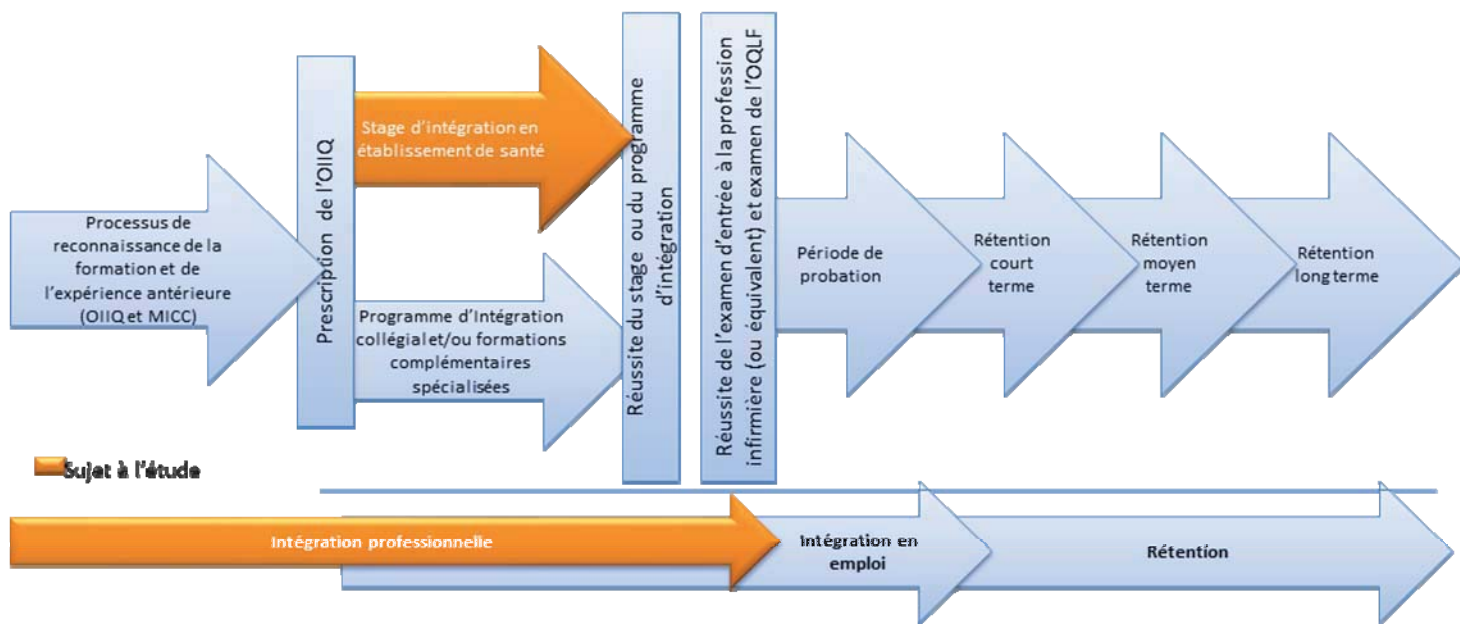 Processus de
reconnaissance de la
formation et de
l'expérience antérieure
(OIIQ et MICC)
Prescription de l'OIIQ
Stage d'intégration en
établissement de santé
Programme d'Intégration
collégial et/ou formations
complémentaires
spécialisées
Réussite du stage ou du programme
d'intégration
Réussite de l'examen d'entrée à la profession
infirmière (ou équivalent) et examen de l'OQLF
Période de
probation
Rétention
court
terme
Rétention
moyen
terme
Rétention
long terme
Sujet à l'étude
Intégration professionnelle
Intégration en
emploi
Rétention